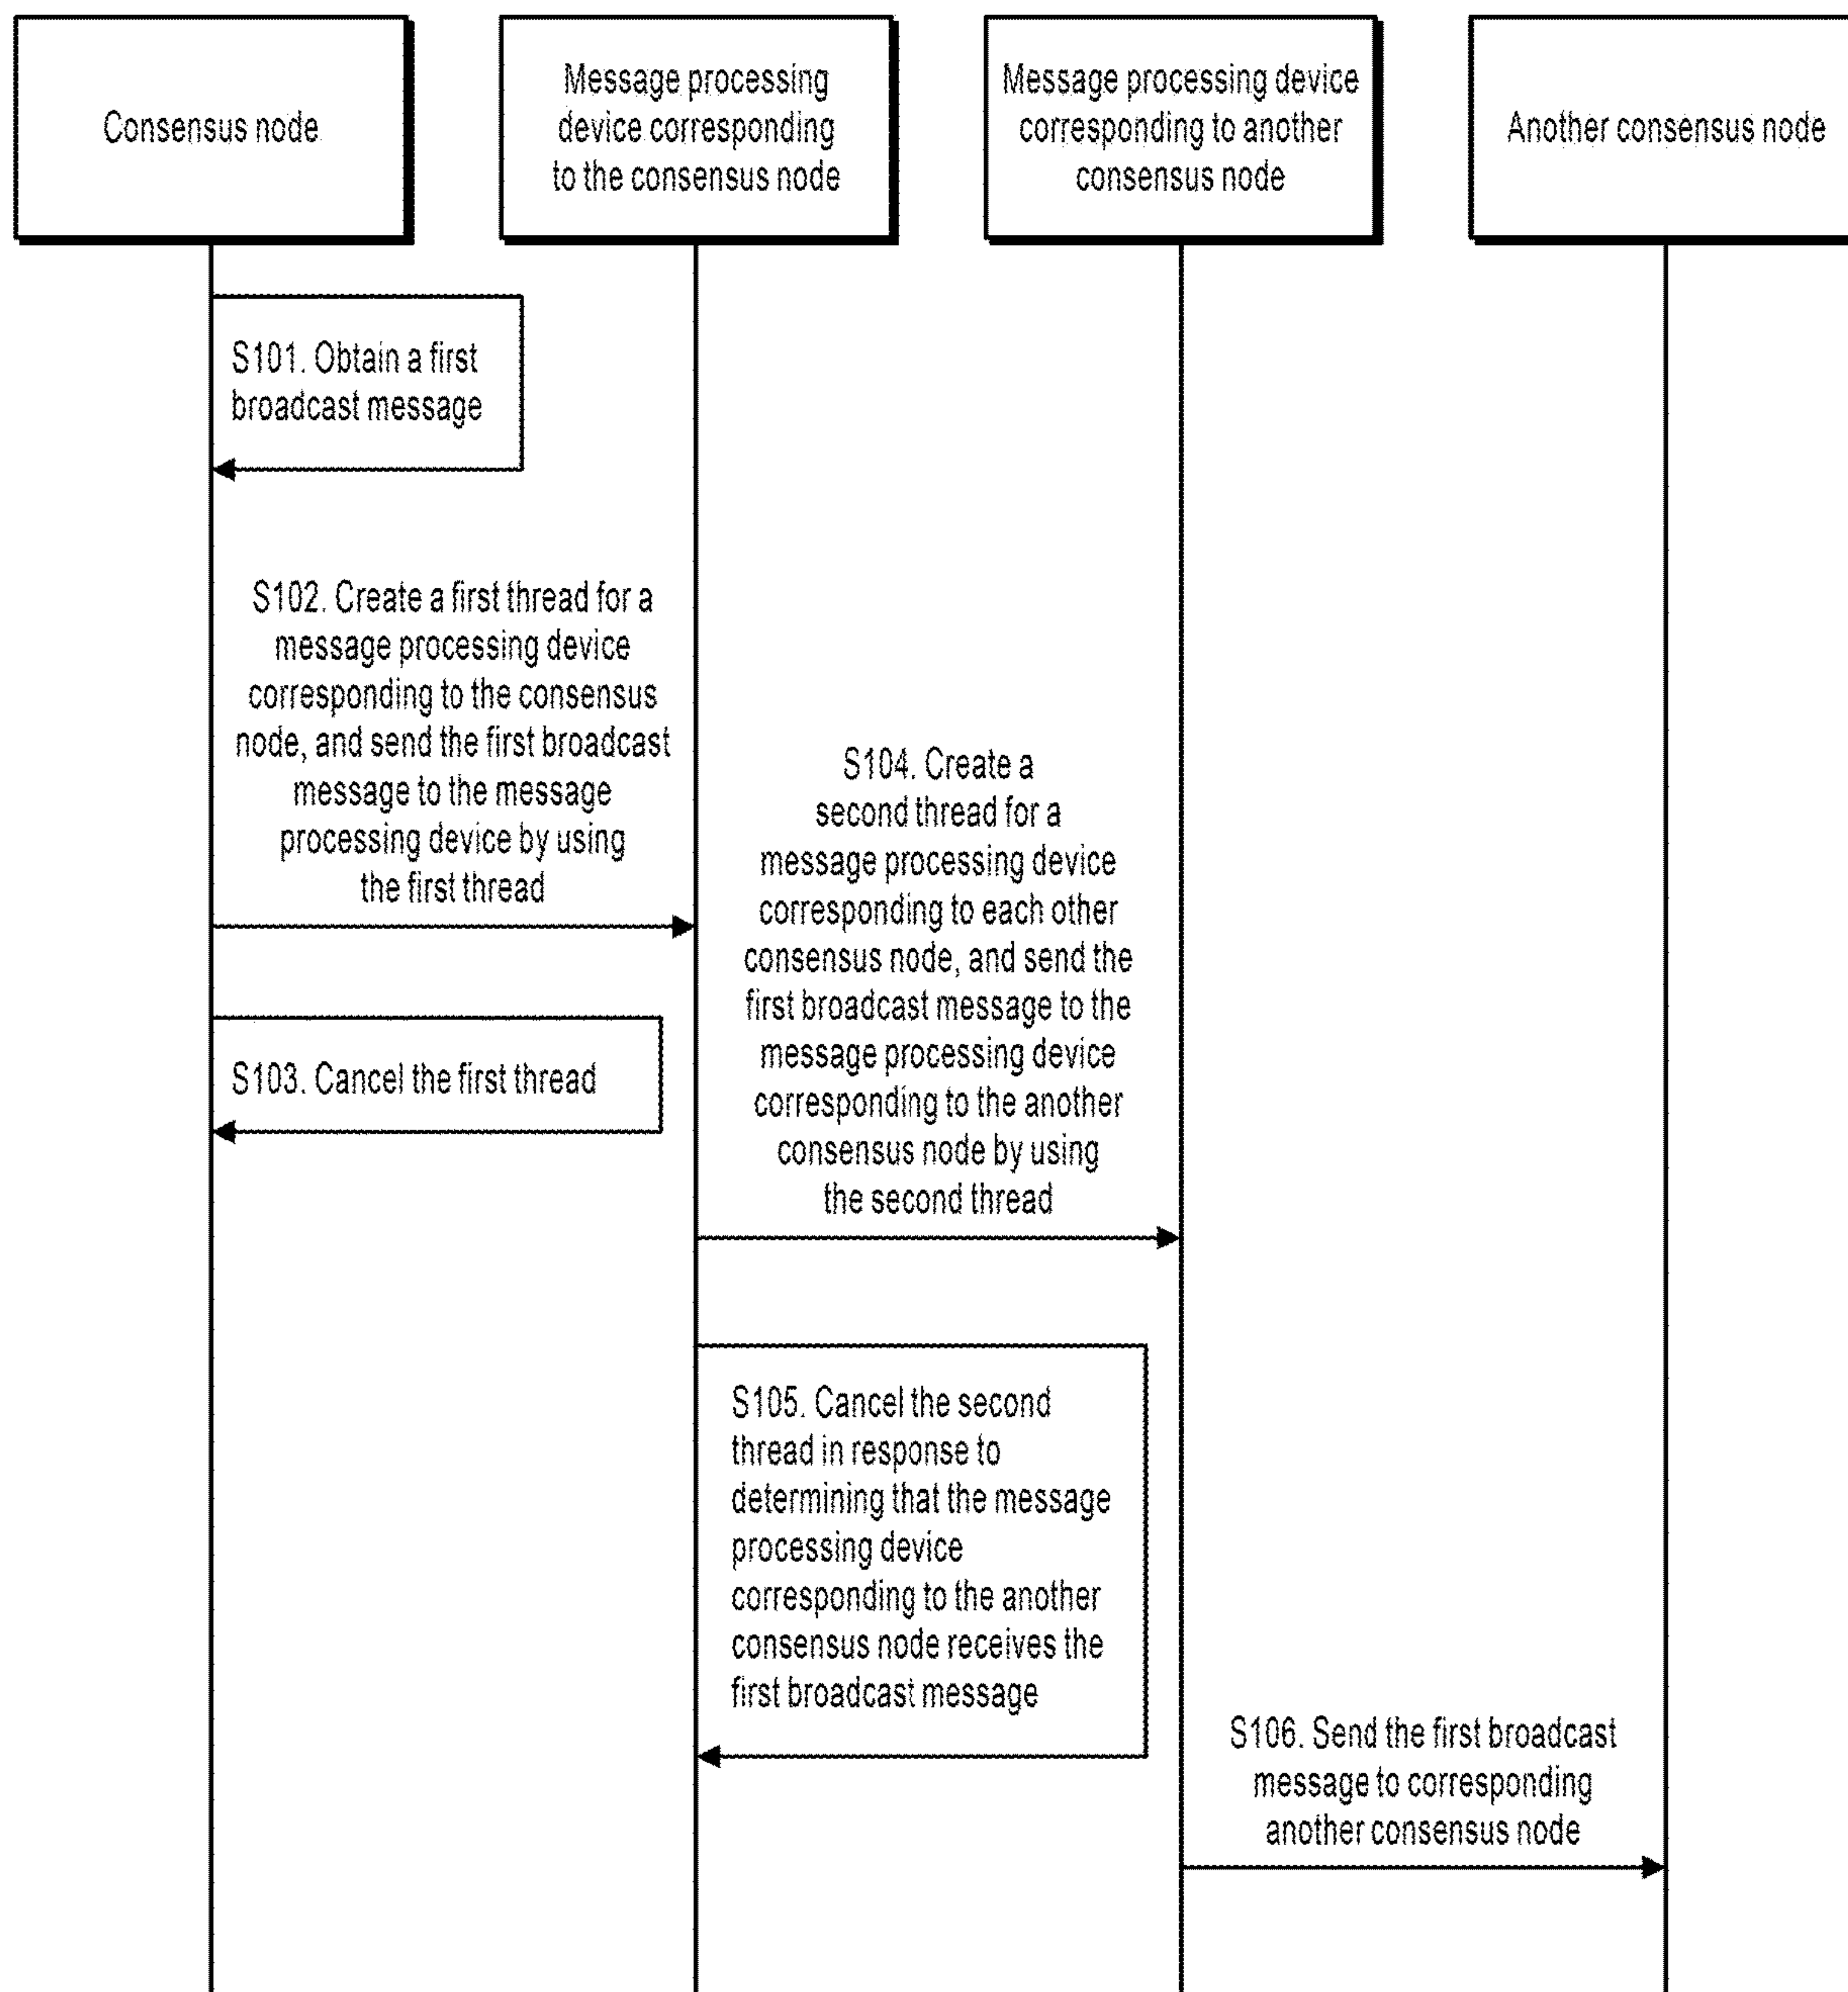 Consensus node
Message processing
device corresponding
to the consensus node
Message processing device
corresponding to another
consensus node
Another consensus node
S101. Obtain a first
broadcast message
S102. Create a first thread for a
message processing device
corresponding to the consensus
node, and send the first broadcast
message to the message
processing device by using
the first thread
S103. Cancel the first thread
S104. Create a
second thread for a
message processing device
corresponding to each other
consensus node, and send the
first broadcast message to the
message processing device
corresponding to the another
consensus node by using
the second thread
S105. Cancel the second
thread in response to
determining that the message
processing device
corresponding to the another
consensus node receives the
first broadcast message
S106. Send the first broadcast
message to corresponding
another consensus node